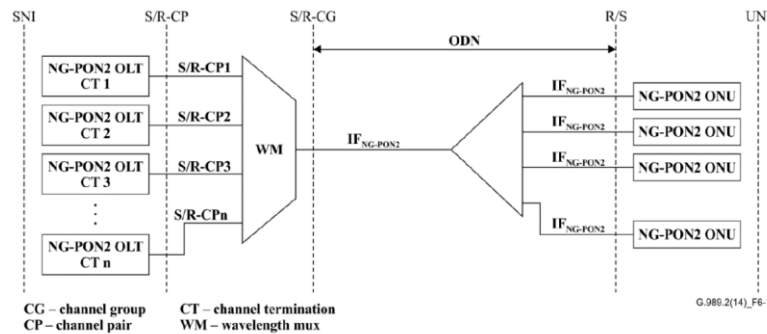 SNI S/R-CP S/R-CG R/S UN
ODN
NG-PON2 OLT
CT 1
S/R-CP1
NG-PON2 OLT
CT 2
S/R-CP2
NG-PON2 OLT
CT 3
S/R-CP3
NG-PON2 OLT
CT n
S/R-CPn
WM
IFNG-PON2
IFNG-PON2
NG-PON2 ONU
IFNG-PON2
NG-PON2 ONU
IFNG-PON2
NG-PON2 ONU
IFNG-PON2
NG-PON2 ONU
G.989.2(14)_F6-
CG – channel group CT – channel termination
CP – channel pair WM – wavelength mux